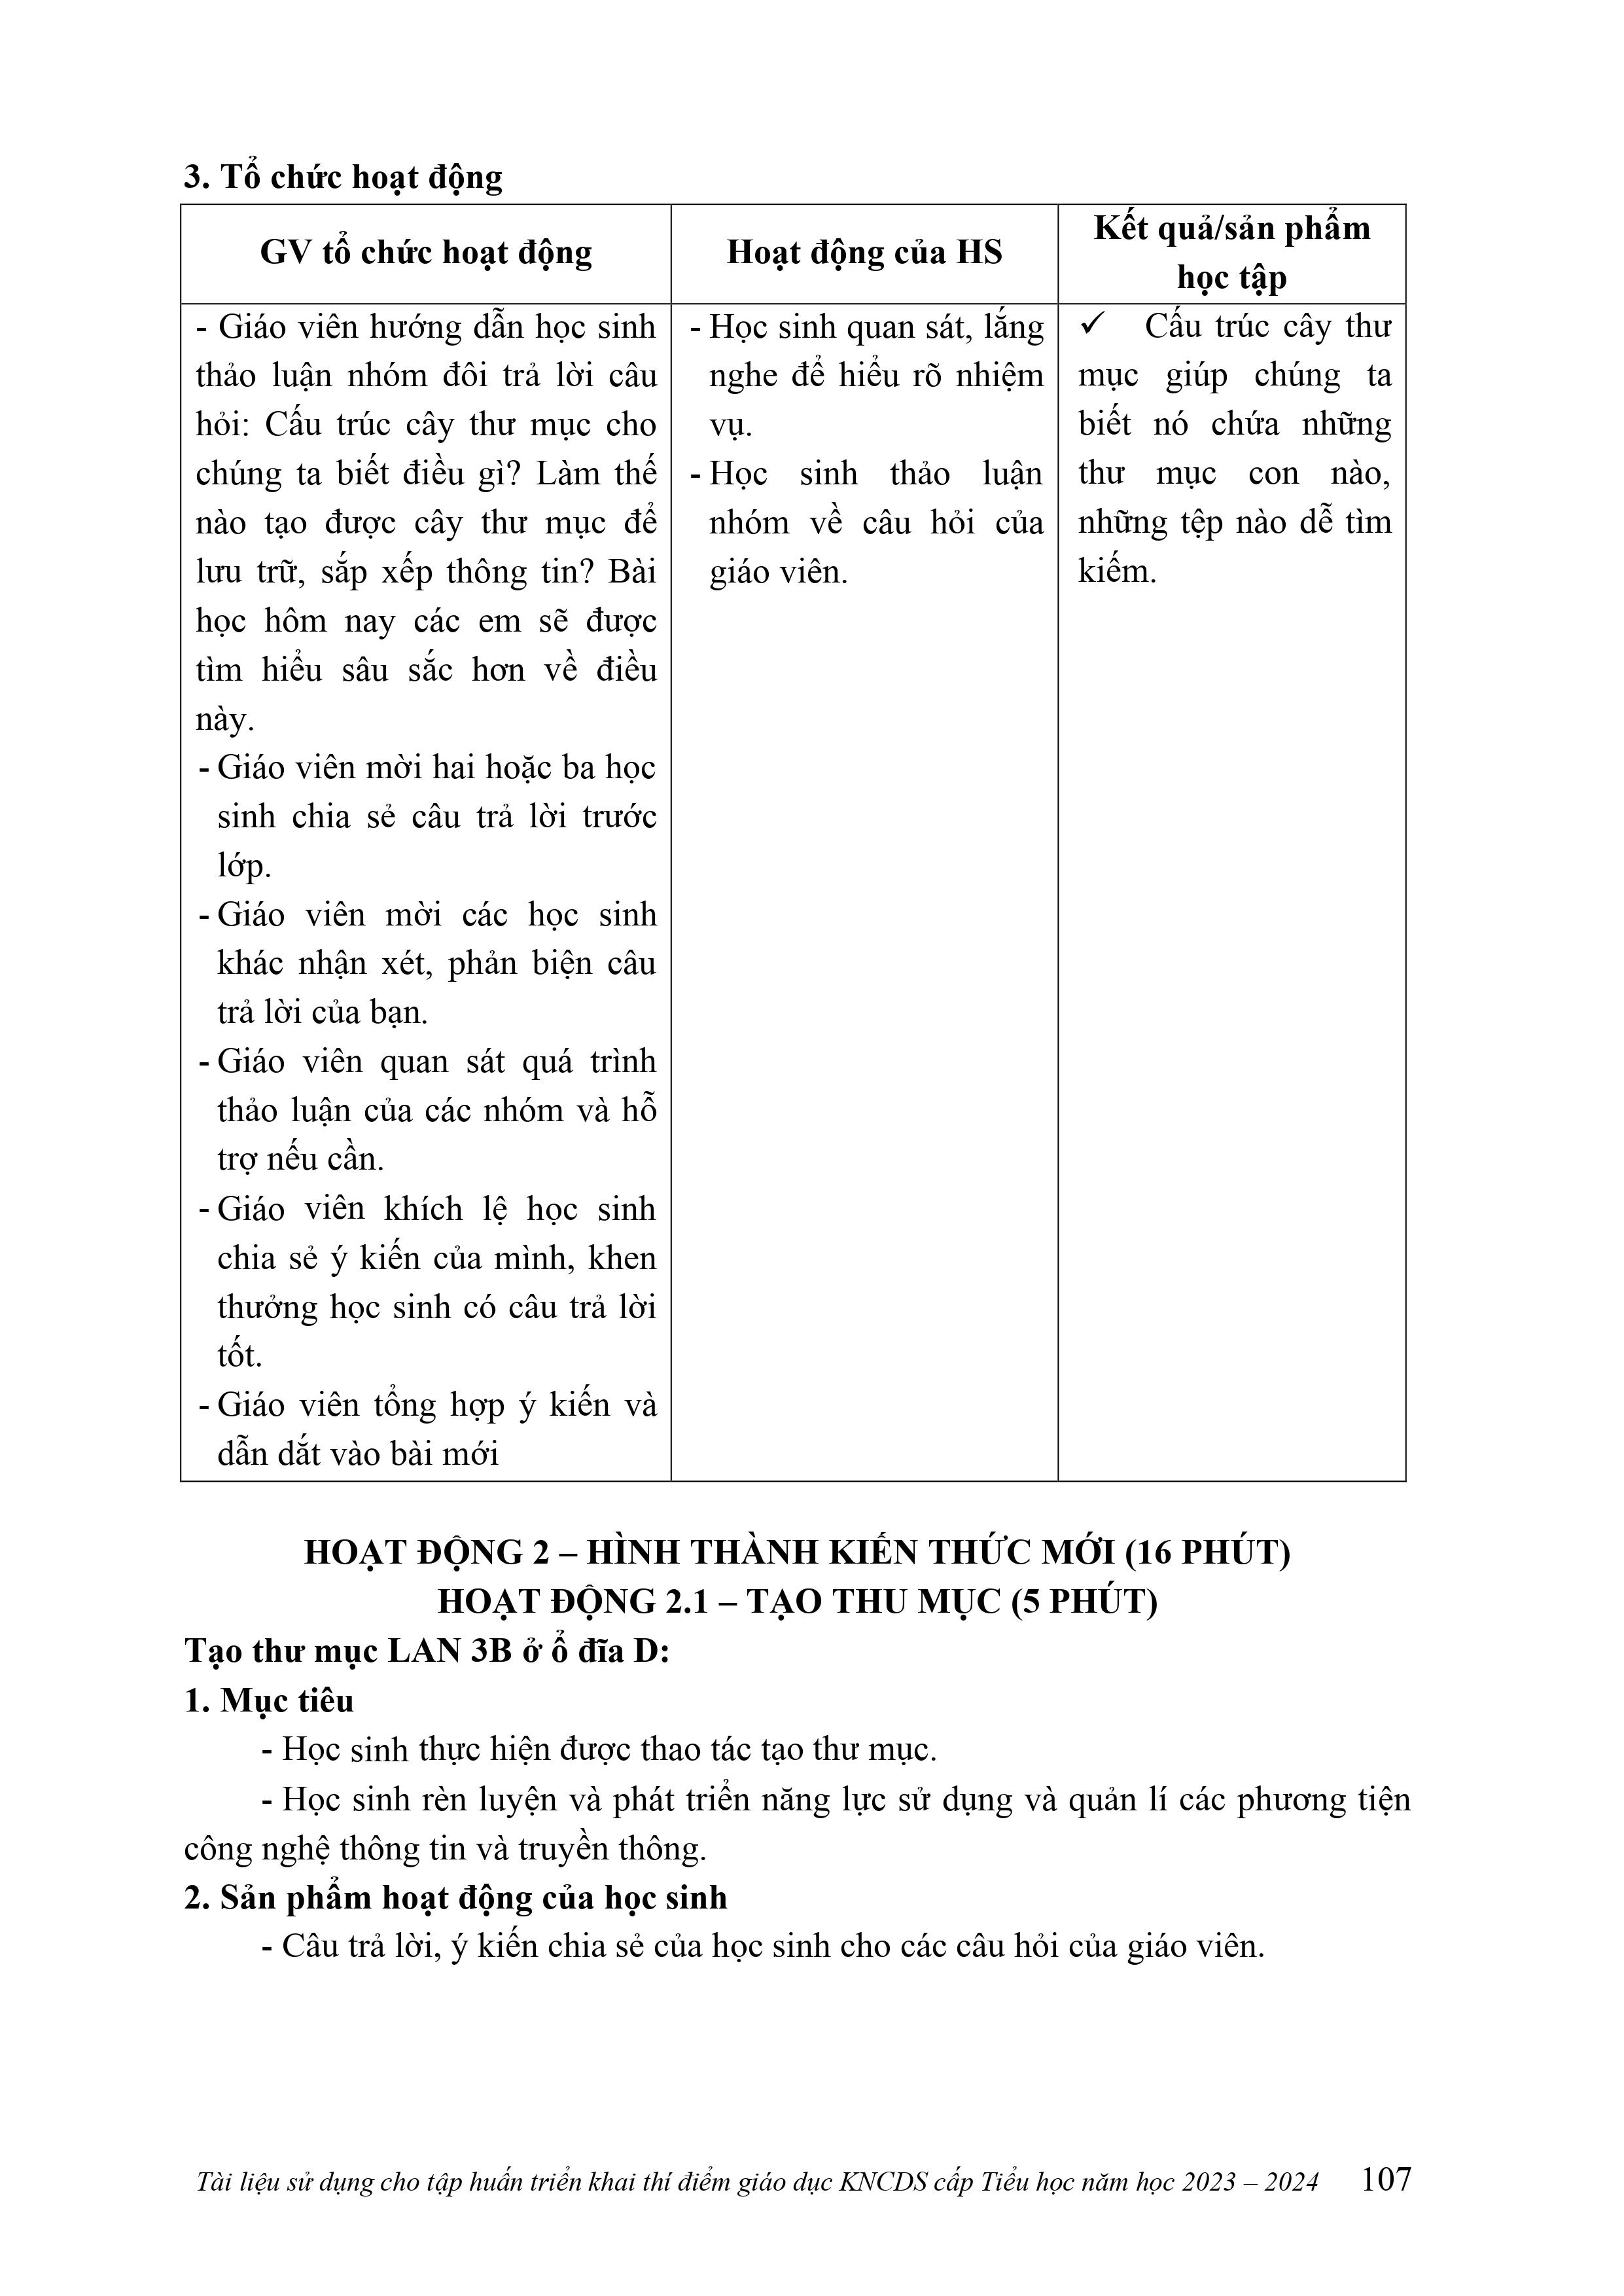 3. Tổ chức hoạt động
GV tổ chức hoạt động
Hoạt động của HS
Kết quả/sản phẩm
học tập
- Giáo viên hướng dẫn học sinh
thảo luận nhóm đôi trả lời câu
hỏi: Cấu trúc cây thư mục cho
chúng ta biết điều gì? Làm thế
nào tạo được cây thư mục để
lưu trữ, sắp xếp thông tin? Bài
học hôm nay các em sẽ được
tìm hiểu sâu sắc hơn về điều
này.
- Giáo viên mời hai hoặc ba học
sinh chia sẻ câu trả lời trước
lớp.
- Giáo viên mời các học sinh
khác nhận xét, phản biện câu
trả lời của bạn.
- Giáo viên quan sát quá trình
thảo luận của các nhóm và hỗ
trợ nếu cần.
- Giáo viên khích lệ học sinh
chia sẻ ý kiến của mình, khen
thưởng học sinh có câu trả lời
tốt.
- Giáo viên tổng hợp ý kiến và
dẫn dắt vào bài mới
- Học sinh quan sát, lắng
nghe để hiểu rõ nhiệm
vụ.
- Học sinh thảo luận
nhóm về câu hỏi của
giáo viên.
✓ Cấu trúc cây thư
mục giúp chúng ta
biết nó chứa những
thư mục con nào,
những tệp nào dễ tìm
kiếm.
HOẠT ĐỘNG 2 – HÌNH THÀNH KIẾN THỨC MỚI (16 PHÚT)
HOẠT ĐỘNG 2.1 – TẠO THU MỤC (5 PHÚT)
Tạo thư mục LAN 3B ở ổ đĩa D:
1. Mục tiêu
- Học sinh thực hiện được thao tác tạo thư mục.
- Học sinh rèn luyện và phát triển năng lực sử dụng và quản lí các phương tiện
công nghệ thông tin và truyền thông.
2. Sản phẩm hoạt động của học sinh
- Câu trả lời, ý kiến chia sẻ của học sinh cho các câu hỏi của giáo viên.
Tài liệu sử dụng cho tập huấn triển khai thí điểm giáo dục KNCDS cấp Tiểu học năm học 2023 – 2024 107